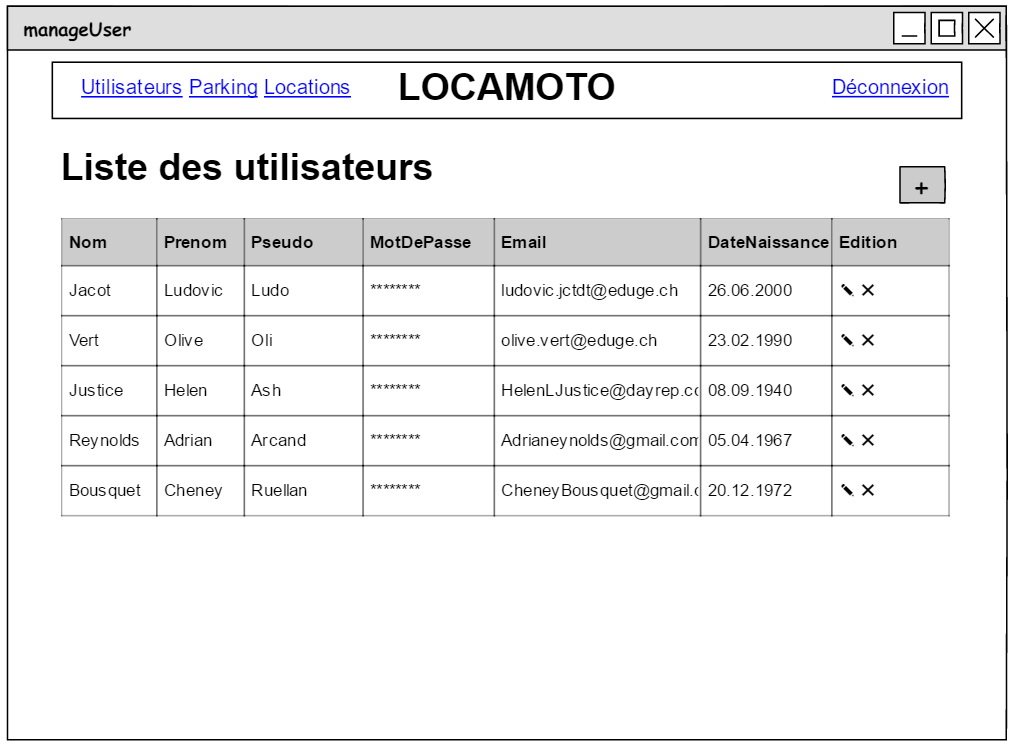 manageUser
Utilisateurs Parking Locations LOCAMOTO Déconnexion
Liste des utilisateurs
+
Nom Prenom Pseudo MotDePasse Email DateNaissance Edition
Jacot Ludovic Ludo ******** ludovic.jctdt@eduge.ch 26.06.2000
Vert Olive Oli ******** olive.vert@eduge.ch 23.02.1990
Justice Helen Ash ******** HelenLJustice@dayrep.cc 08.09.1940
Reynolds Adrian Arcand ******** Adrianeynolds@gmail.com 05.04.1967
Bousquet Cheney Ruellan ******** CheneyBousquet@gmail.c 20.12.1972